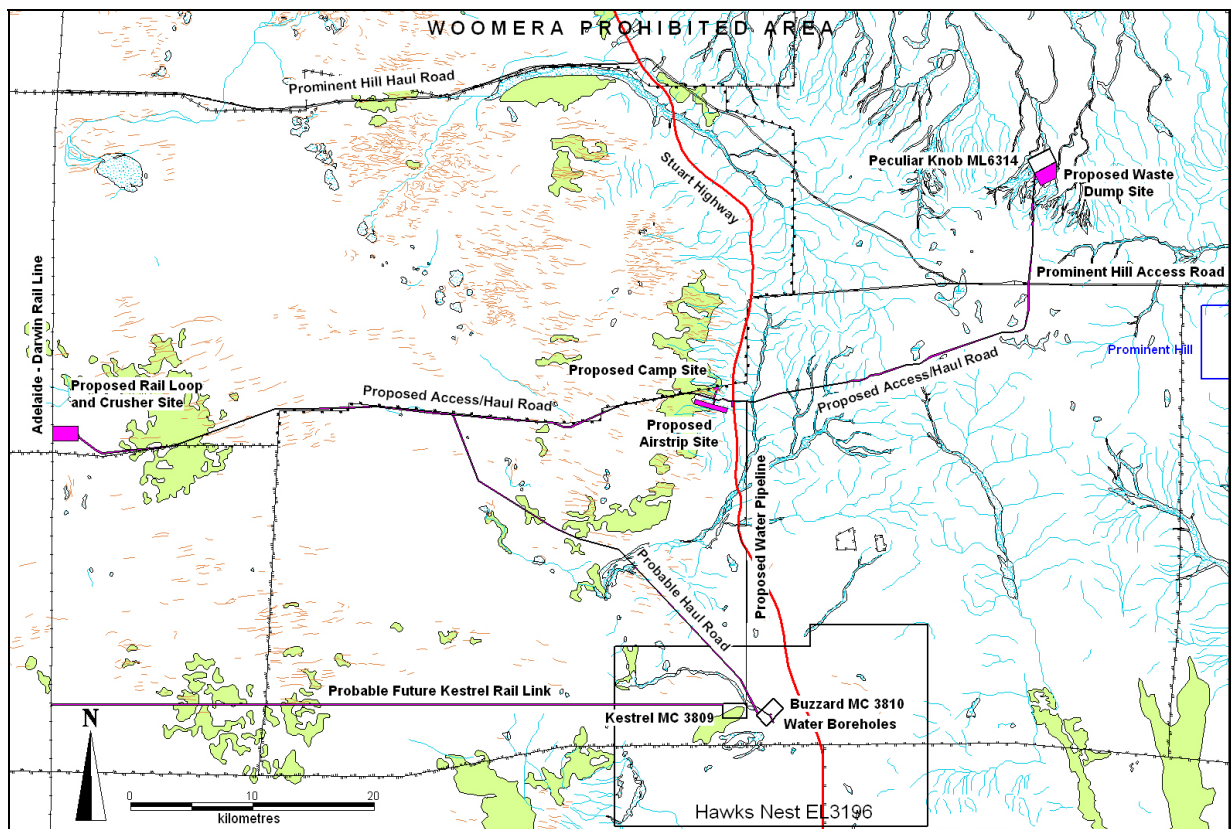 WOOMERA PROHIBITED AREA
Prominent Hill Haul Road
Stuart Highway
Peculiar Knob ML6314
Proposed Waste
Dump Site
Adelaide - Darwin Rail Line
Prominent Hill Access Road
Prominent Hill
Proposed Camp Site
Proposed Rail Loop
and Crusher Site
Proposed Access/Haul Road
Proposed Access/Haul Road
Proposed
Airstrip Site
Proposed Water Pipeline
Probable Haul Road
Probable Future Kestrel Rail Link
Kestrel MC 3809
Buzzard MC 3810
Water Boreholes
N
0 10 20
kilometres
Hawks Nest EL3196